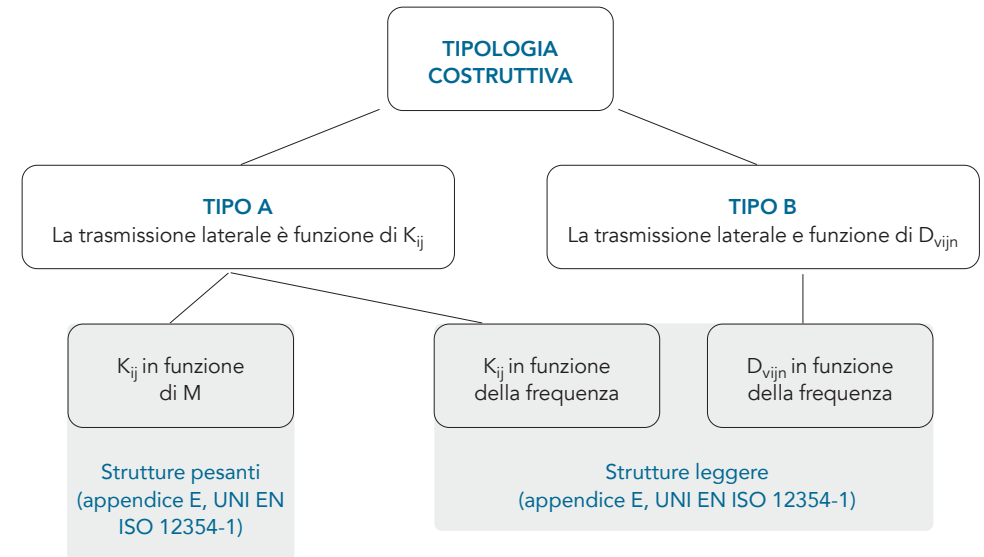 TIPOLOGIA
COSTRUTTIVA
TIPO A
La trasmissione laterale è funzione di Kij
TIPO B
La trasmissione laterale e funzione di Dvijn
Kij in funzione
di M
Kij in funzione
della frequenza
Dvijn in funzione
della frequenza
Strutture pesanti
(appendice E, UNI EN
ISO 12354-1)
Strutture leggere
(appendice E, UNI EN ISO 12354-1)